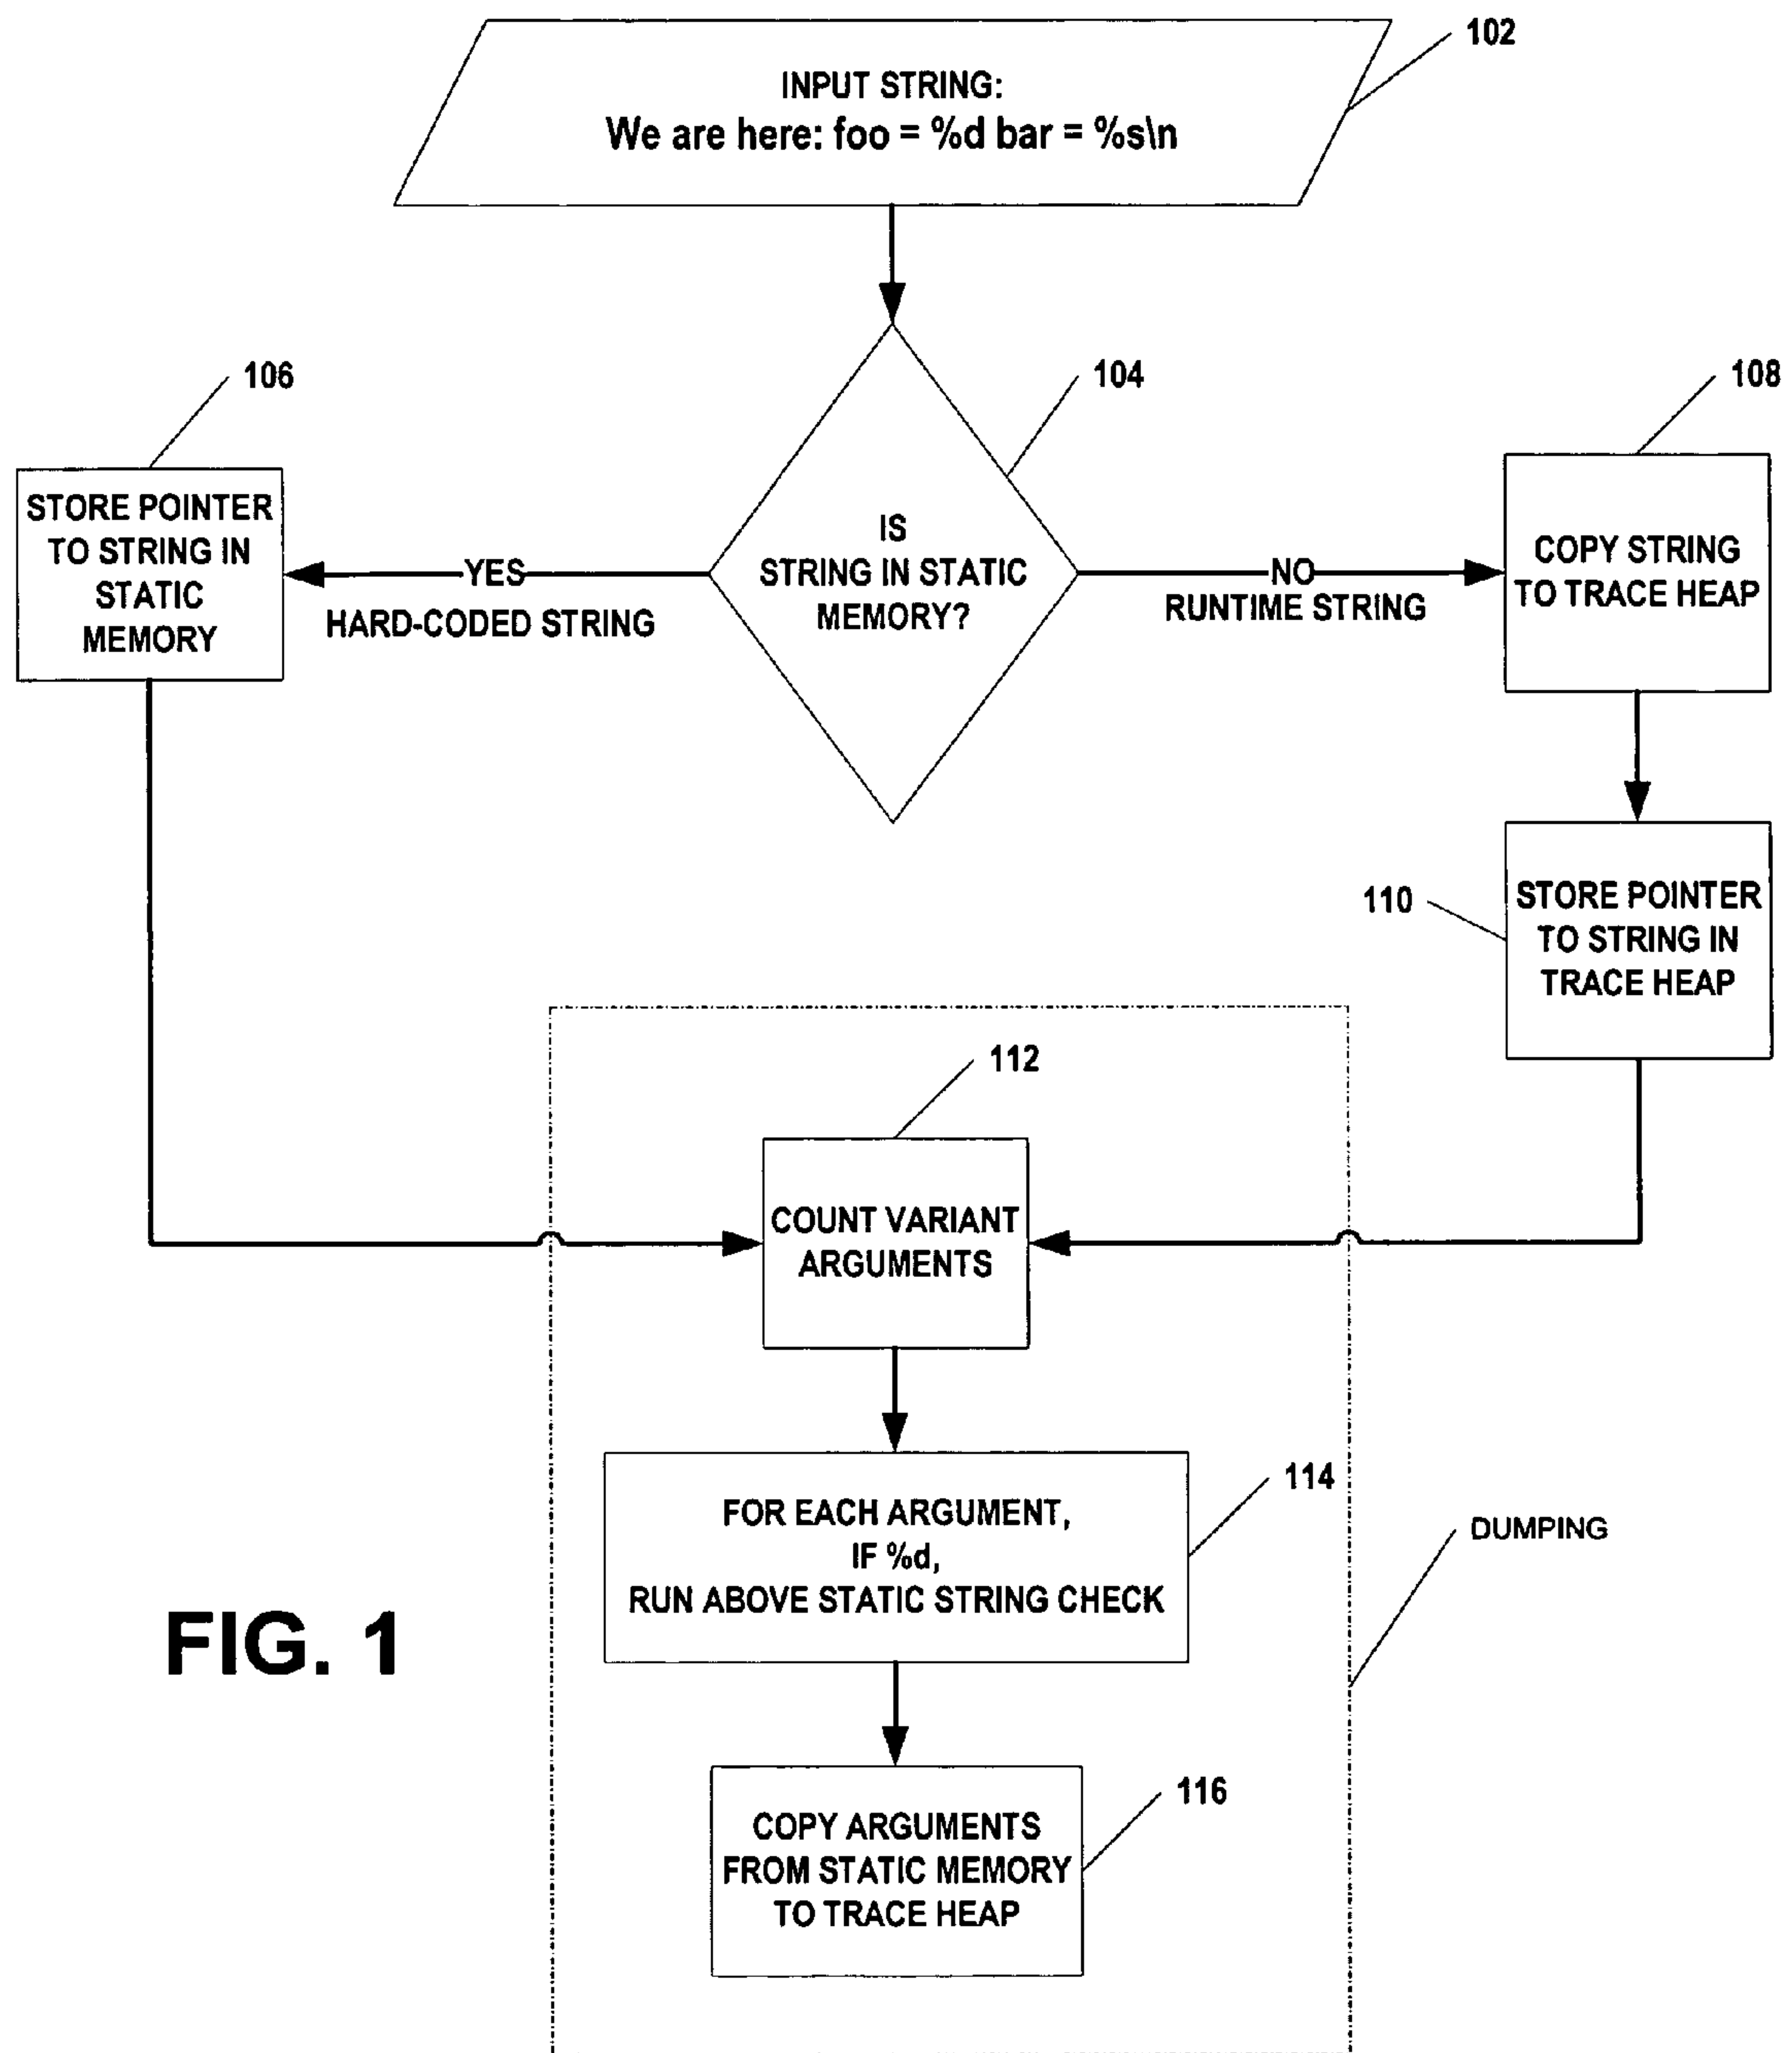 102
INPUT STRING:
We are here: foo = %d bar = %s\n
106
104
108
STORE POINTER
TO STRING IN
STATIC
MEMORY
YES
HARD-CODED STRING
IS
STRING IN STATIC
MEMORY?
NO
RUNTIME STRING
COPY STRING
TO TRACE HEAP
110
STORE POINTER
TO STRING IN
TRACE HEAP
112
COUNT VARIANT
ARGUMENTS
114
FOR EACH ARGUMENT,
IF %d,
RUN ABOVE STATIC STRING CHECK
DUMPING
FIG. 1
116
COPY ARGUMENTS
FROM STATIC MEMORY
TO TRACE HEAP